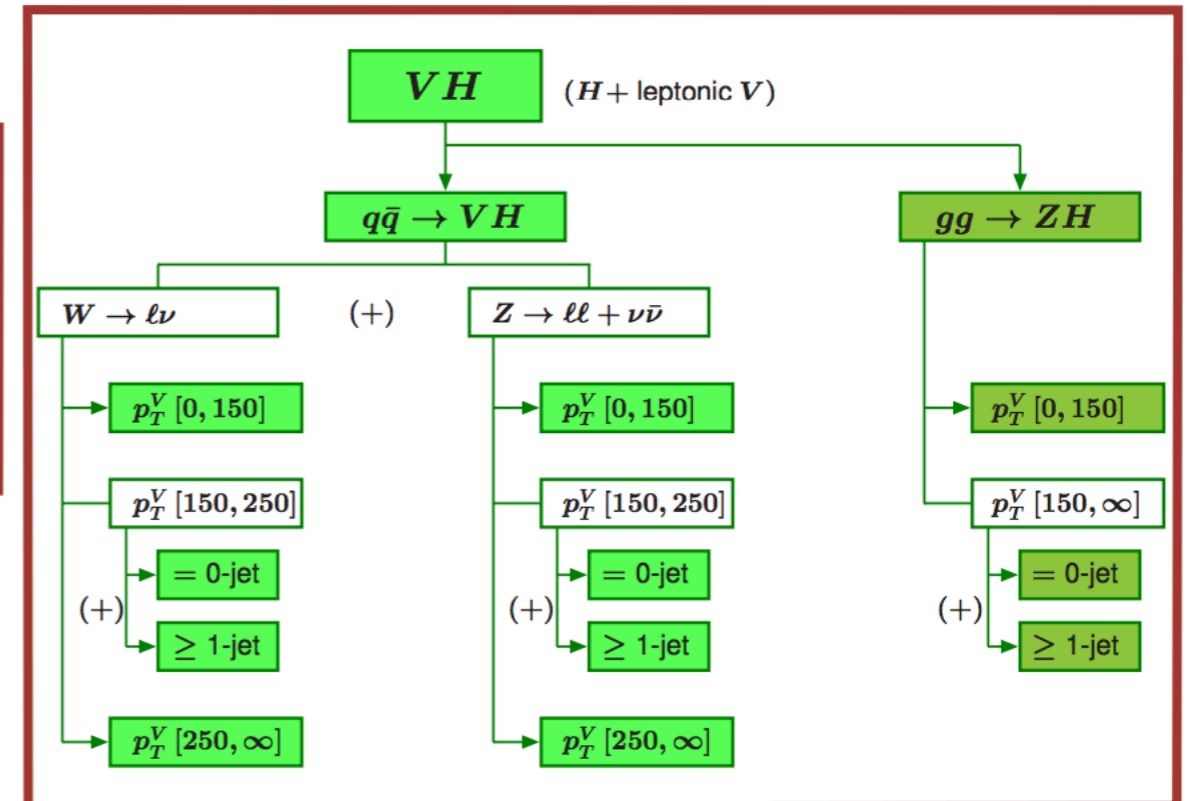 VH (H + leptonic V)
qq̄ → VH
gg → ZH
W → ℓν (+) Z → ℓℓ + νν̄
p_T^V [0, 150]
p_T^V [0, 150]
p_T^V [0, 150]
p_T^V [150, 250]
p_T^V [150, 250]
p_T^V [150, ∞]
= 0-jet
= 0-jet
= 0-jet
(+)
(+)
(+)
≥ 1-jet
≥ 1-jet
≥ 1-jet
p_T^V [250, ∞]
p_T^V [250, ∞]